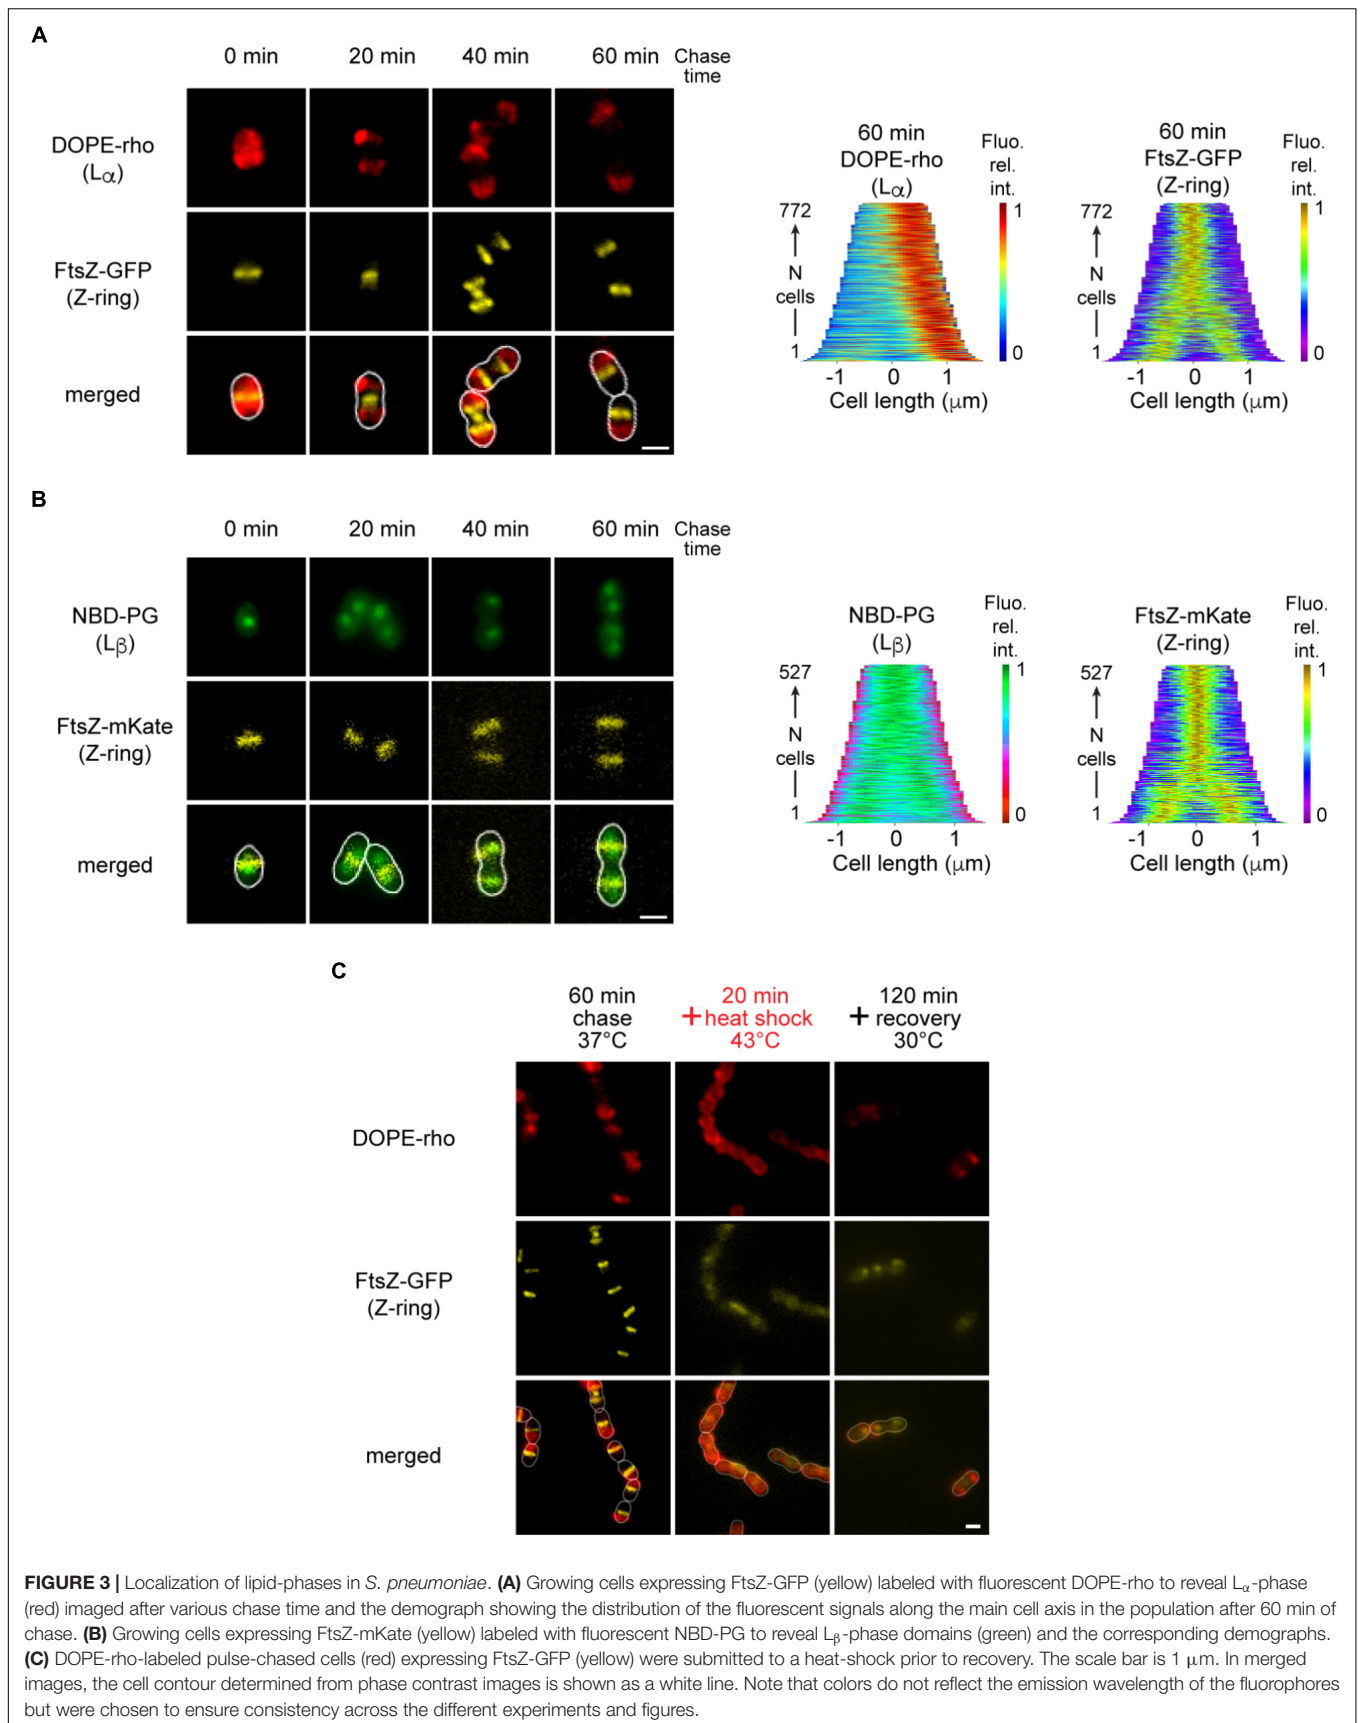 A
0 min 20 min 40 min 60 min Chase time
DOPE-rho
(Lα)
FtsZ-GFP
(Z-ring)
merged
60 min
DOPE-rho
(Lα)
Fluo.
rel.
int.
772
N
cells
1
1
0
-1 0 1
Cell length (μm)
60 min
FtsZ-GFP
(Z-ring)
Fluo.
rel.
int.
772
N
cells
1
1
0
-1 0 1
Cell length (μm)
B
0 min 20 min 40 min 60 min Chase time
NBD-PG
(Lβ)
FtsZ-mKate
(Z-ring)
merged
NBD-PG
(Lβ)
Fluo.
rel.
int.
527
N
cells
1
1
0
-1 0 1
Cell length (μm)
FtsZ-mKate
(Z-ring)
Fluo.
rel.
int.
527
N
cells
1
1
0
-1 0 1
Cell length (μm)
C
60 min
chase
37°C
20 min
+ heat shock
43°C
120 min
+ recovery
30°C
DOPE-rho
FtsZ-GFP
(Z-ring)
merged
FIGURE 3 | Localization of lipid-phases in S. pneumoniae. (A) Growing cells expressing FtsZ-GFP (yellow) labeled with fluorescent DOPE-rho to reveal Lα-phase
(red) imaged after various chase time and the demograph showing the distribution of the fluorescent signals along the main cell axis in the population after 60 min of
chase. (B) Growing cells expressing FtsZ-mKate (yellow) labeled with fluorescent NBD-PG to reveal Lβ-phase domains (green) and the corresponding demographs.
(C) DOPE-rho-labeled pulse-chased cells (red) expressing FtsZ-GFP (yellow) were submitted to a heat-shock prior to recovery. The scale bar is 1 μm. In merged
images, the cell contour determined from phase contrast images is shown as a white line. Note that colors do not reflect the emission wavelength of the fluorophores
but were chosen to ensure consistency across the different experiments and figures.